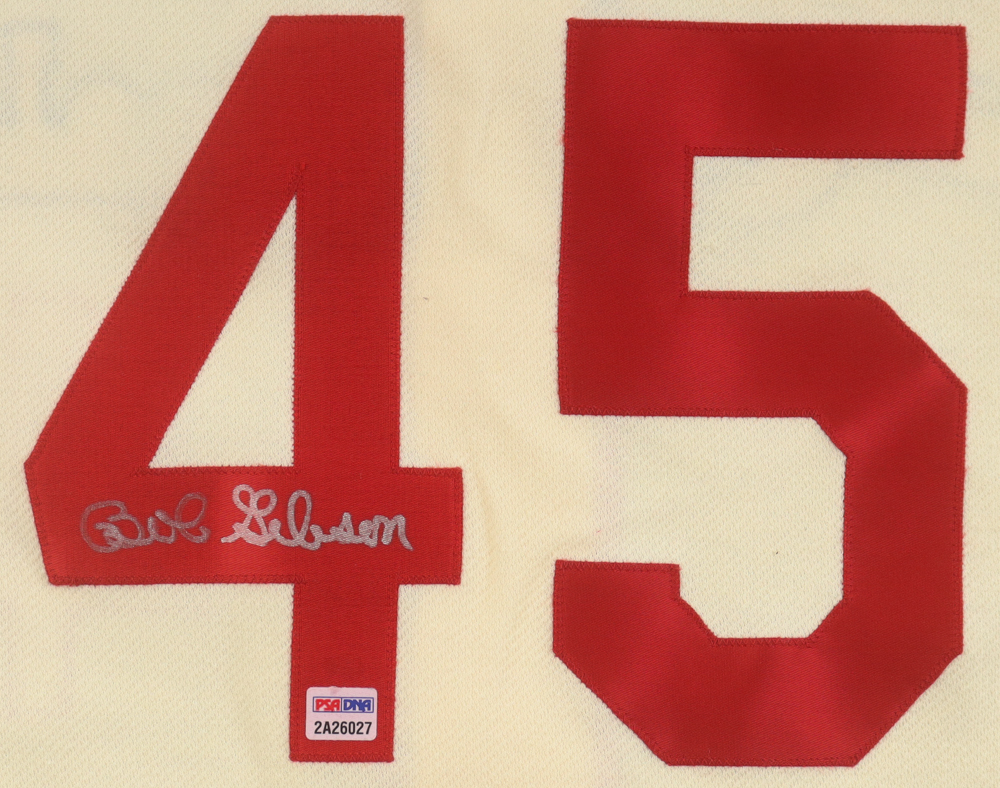 45
Bob Gibson
PSA DNA
2A26027